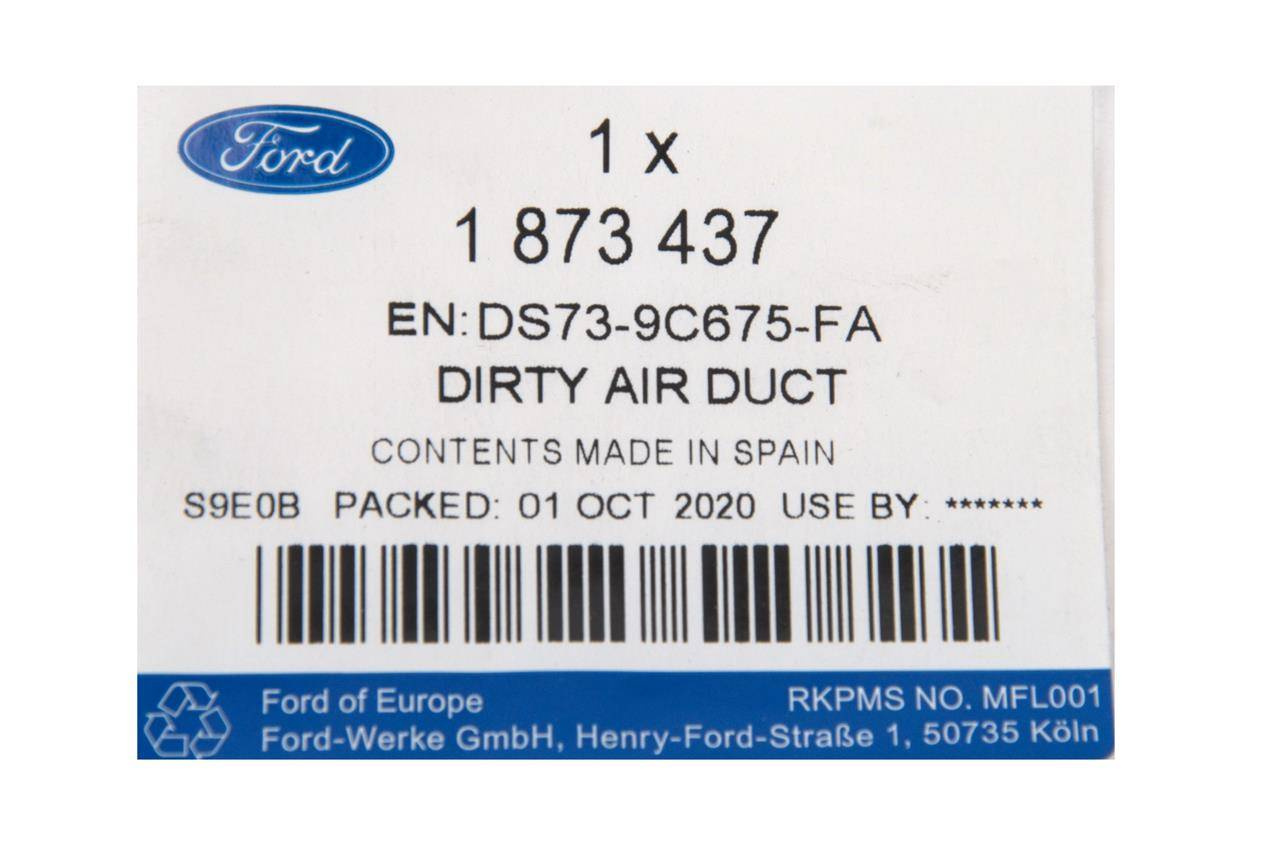 Ford
1 x
1 873 437
EN: DS73-9C675-FA
DIRTY AIR DUCT
CONTENTS MADE IN SPAIN
S9E0B PACKED: 01 OCT 2020 USE BY: *******
Ford of Europe
RKPMS NO. MFL001
Ford-Werke GmbH, Henry-Ford-Straße 1, 50735 Köln